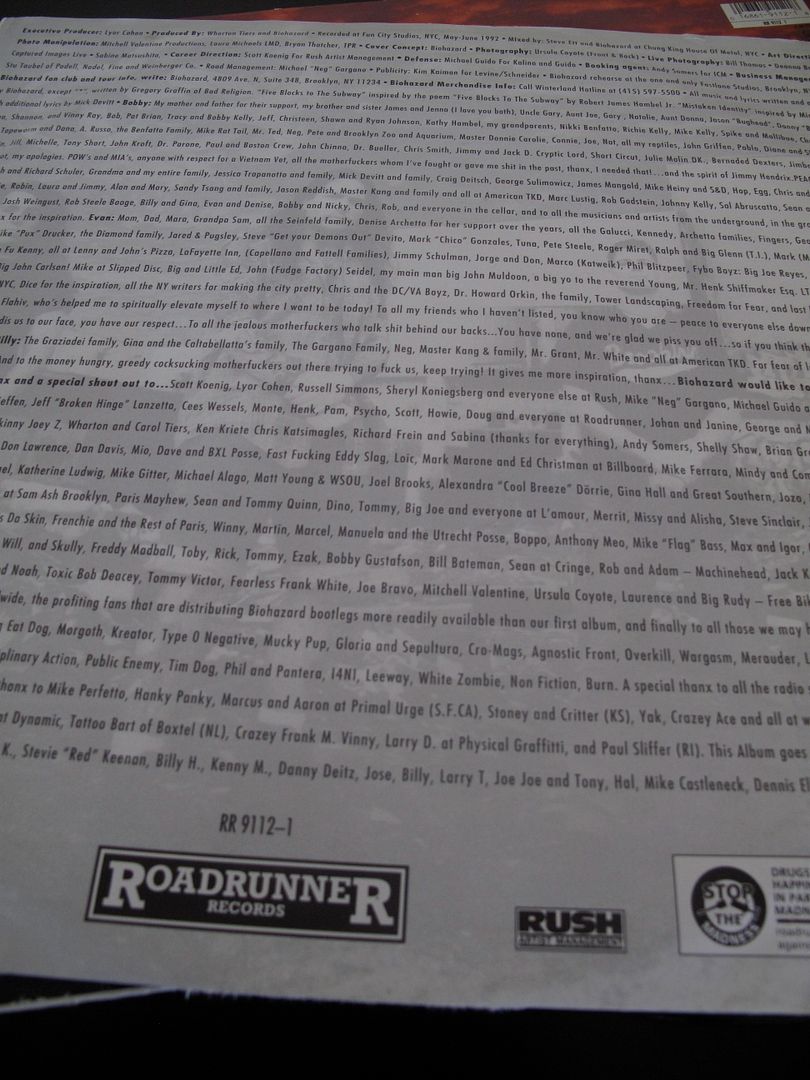 6 16861-9112-1
Executive Producer: Lyor Cohen • Produced By: Wharton Tiers and Biohazard • Recorded at Fun City Studios, NYC, May-June 1992 • Mixed by: Steve Ett and Biohazard at Chung King House Of Metal, NYC • Art Directi
Photo Manipulation: Mitchell Valentine Productions, Laura Michaels LMD, Bryan Thatcher, TPR • Cover Concept: Biohazard • Photography: Ursula Coyote (Front & Back) • Live Photography: Bill Thomas • Deanna
Captured Images Live • Sabine Matsushita, • Career Direction: Scott Koenig For Rush Artist Management • Defense: Michael Guido For Kalina and Guido • Booking agent: Andy Somers for ICM • Business Manag
Stu Taubel of Padell, Nadel, Fine and Weinberger Co. • Road Management: Michael "Neg" Gargano • Publicity: Kim Kaiman for Levine/Schneider • Biohazard rehearse at the one and only Fastlane Studios, Brooklyn, N
Biohazard fan club and tour info, write: Biohazard, 4809 Ave. N, Suite 348, Brooklyn, NY 11234 • Biohazard Merchandise Info: Call Winterland Hotline at (415) 597-5500 • All music and lyrics written and
Biohazard, except "*", written by Gregory Graffin of Bad Religion. "Five Blocks to The Subway" inspired by the poem "Five Blocks To The Subway" by Robert James Hambel Jr. "Mistaken Identity" inspired by Mi
h additional lyrics by Mick Devitt • Bobby: My mother and father for their support, my brother and sister James and Jenna (I love you both), Uncle Gary, Aunt Joe, Gary, Natalie, Aunt Donna, Jason "Bughead", Danny
Shannon, and Vinny Ray, Bob, Pat Brian, Tracy and Bobby Kelly, Jeff, Christeen, Shawn and Ryan Johnson, Kathy Hambel, my grandparents, Nikki Benfatto, Richie Kelly, Mike Kelly, Spike and
Tapeworm and Dana, A. Russo, the Benfatto Family, Mike Rat Tail, Mr. Ted, Neg, Pete and Brooklyn Zoo and Aquarium, Master Donnie Carolie, Connie, Joe, Nat, all my reptiles, John Griffen, Pablo, Diane and
Jill, Michelle, Tony Short, John Kraft, Dr. Parone, Paul and Boston Crew, John Chinna, Dr. Bueller, Chris Smith, Jimmy and Jack D. Cryptic Lord, Short Circut, Julie Molin DK., Bernaded Dexters,
ot, my apologies. POW's and MIA's, anyone with respect for a Vietnam Vet, all the motherfuckers whom I've fought or gave me shit in the past, thanx, I needed that!...and the spirit of Jimmy Hendrix.PEA
h and Richard Schuler, Grandma and my entire family, Jessica Tropanotto and family, Mick Devitt and family, Craig Deitsch, George Sulimowicz, James Mangold, Mike Heiny and S&D, Hop, Egg, Chris and
ie, Robin, Laura and Jimmy, Alan and Mary, Sandy Tsang and family, Jason Reddish, Master Kang and family and all at American TKD, Marc Lustig, Rob Godstein, Johnny Kelly, Sal Abruscatto, Sean
Josh Weingust, Rob Steele Booge, Billy and Gina, Evan and Denise, Bobby and Nicky, Chris, Rob, and everyone in the cellar, and to all the musicians and artists from the underground, in the gra
x for the inspiration. Evan: Mom, Dad, Mara, Grandpa Sam, all the Seinfeld family, Denise Archetto for her support over the years, all the Galucci, Kennedy, Archetto families, Fingers, Geo
ike "Pux" Drucker, the Diamond family, Jared & Pugsley, Steve "Get your Demons Out" Devito, Mark "Chico" Gonzales, Tuna, Pete Steele, Roger Miret, Ralph and Big Glenn (T.I.), Mark (M
Fu Kenny, all at Lenny and John's Pizza, LaFayette Inn, (Capellano and Fattell Families), Jimmy Schulman, Jorge and Don, Marco (Katweik), Phil Blitzpeer, Fybo Boyz: Big Joe Reyes,
Big John Carlsen! Mike at Slipped Disc, Big and Little Ed, John (Fudge Factory) Seidel, my main man big John Muldoon, a big yo to the reverend Young, Mr. Henk Shiffmaker Esq. LT
NYC, Dice for the inspiration, all the NY writers for making the city pretty, Chris and the DC/VA Boyz, Dr. Howard Orkin, the family, Tower Landscaping, Freedom for Fear, and last
Flahiv, who's helped me to spiritually elevate myself to where I want to be today! To all my friends who I haven't listed, you know who you are — peace to everyone else down
dis us to our face, you have our respect...To all the jealous motherfuckers who talk shit behind our backs...You have none, and we're glad we piss you off...so if you think th
illy: The Graziadei family, Gina and the Caltabellatta's family, The Gargano Family, Neg, Master Kang & family, Mr. Grant, Mr. White and all at American TKD. For fear of l
And to the money hungry, greedy cocksucking motherfuckers out there trying to fuck us, keep trying! It gives me more inspiration, thanx...Biohazard would like to
nx and a special shout out to...Scott Koenig, Lyor Cohen, Russell Simmons, Sheryl Koniegsberg and everyone else at Rush, Mike "Neg" Gargano, Michael Guido a
effen, Jeff "Broken Hinge" Lanzetta, Cees Wessels, Monte, Henk, Pam, Psycho, Scott, Howie, Doug and everyone at Roadrunner, Johan and Janine, George and
kinny Joey Z, Wharton and Carol Tiers, Ken Kriete Chris Katsimagles, Richard Frein and Sabina (thanks for everything), Andy Somers, Shelly Shaw, Brian Gr
Don Lawrence, Dan Davis, Mio, Dave and BXL Posse, Fast Fucking Eddy Slag, Loïc, Mark Marone and Ed Christman at Billboard, Mike Ferrara, Mindy and Com
el, Katherine Ludwig, Mike Gitter, Michael Alago, Matt Young & WSOU, Joel Brooks, Alexandra "Cool Breeze" Dörrie, Gina Hall and Great Southern, Joza,
at Sam Ash Brooklyn, Paris Mayhew, Sean and Tommy Quinn, Dino, Tommy, Big Joe and everyone at L'amour, Merrit, Missy and Alisha, Steve Sinclair,
s Da Skin, Frenchie and the Rest of Paris, Winny, Martin, Marcel, Manuela and the Utrecht Posse, Boppo, Anthony Meo, Mike "Flag" Bass, Max and Igor,
Will, and Skully, Freddy Madball, Toby, Rick, Tommy, Ezak, Bobby Gustafson, Bill Bateman, Sean at Cringe, Rob and Adam — Machinehead, Jack K
d Noah, Toxic Bob Deacey, Tommy Victor, Fearless Frank White, Joe Bravo, Mitchell Valentine, Ursula Coyote, Laurence and Big Rudy — Free Bi
wide, the profiting fans that are distributing Biohazard bootlegs more readily available than our first album, and finally to all those we may h
Eat Dog, Morgoth, Kreator, Type O Negative, Mucky Pup, Gloria and Sepultura, Cro-Mags, Agnostic Front, Overkill, Wargasm, Merauder, L
iplinary Action, Public Enemy, Tim Dog, Phil and Pantera, I4NI, Leeway, White Zombie, Non Fiction, Burn. A special thanx to all the radio
thanx to Mike Perfetto, Hanky Panky, Marcus and Aaron at Primal Urge (S.F.CA), Stoney and Critter (KS), Yak, Crazey Ace and all at w
at Dynamic, Tattoo Bart of Boxtel (NL), Crazey Frank M. Vinny, Larry D. at Physical Graffitti, and Paul Sliffer (RI). This Album goes
K., Stevie "Red" Keenan, Billy H., Kenny M., Danny Deitz, Jose, Billy, Larry T, Joe Joe and Tony, Hal, Mike Castleneck, Dennis El
RR 9112-1
ROADRUNNER
RECORDS
RUSH
ARTIST MANAGEMENT
STOP
THE
MADNESS
DRUGS
HAPPIN
IN PAR
MADN
roadru
again